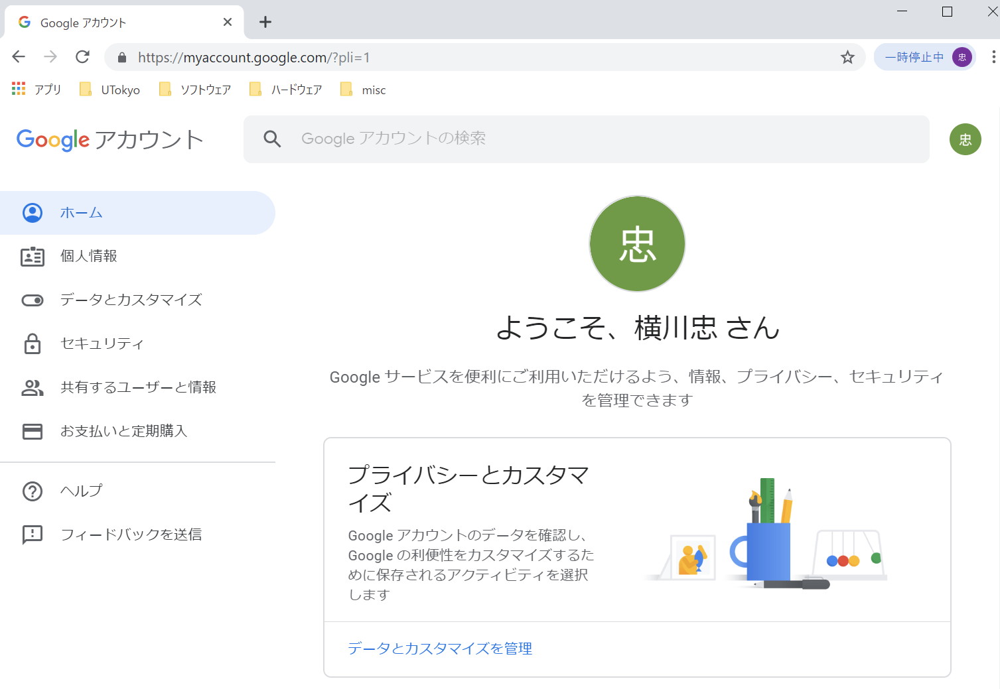 Google アカウント
https://myaccount.google.com/?pli=1
一時停止中 忠
アプリ UTokyo ソフトウェア ハードウェア misc
Google アカウント
Google アカウントの検索
忠
ホーム
個人情報
データとカスタマイズ
セキュリティ
共有するユーザーと情報
お支払いと定期購入
ヘルプ
フィードバックを送信
忠
ようこそ、横川忠 さん
Google サービスを便利にご利用いただけるよう、情報、プライバシー、セキュリティ
を管理できます
プライバシーとカスタマ
イズ
Google アカウントのデータを確認し、
Google の利便性をカスタマイズするた
めに保存されるアクティビティを選択
します
データとカスタマイズを管理